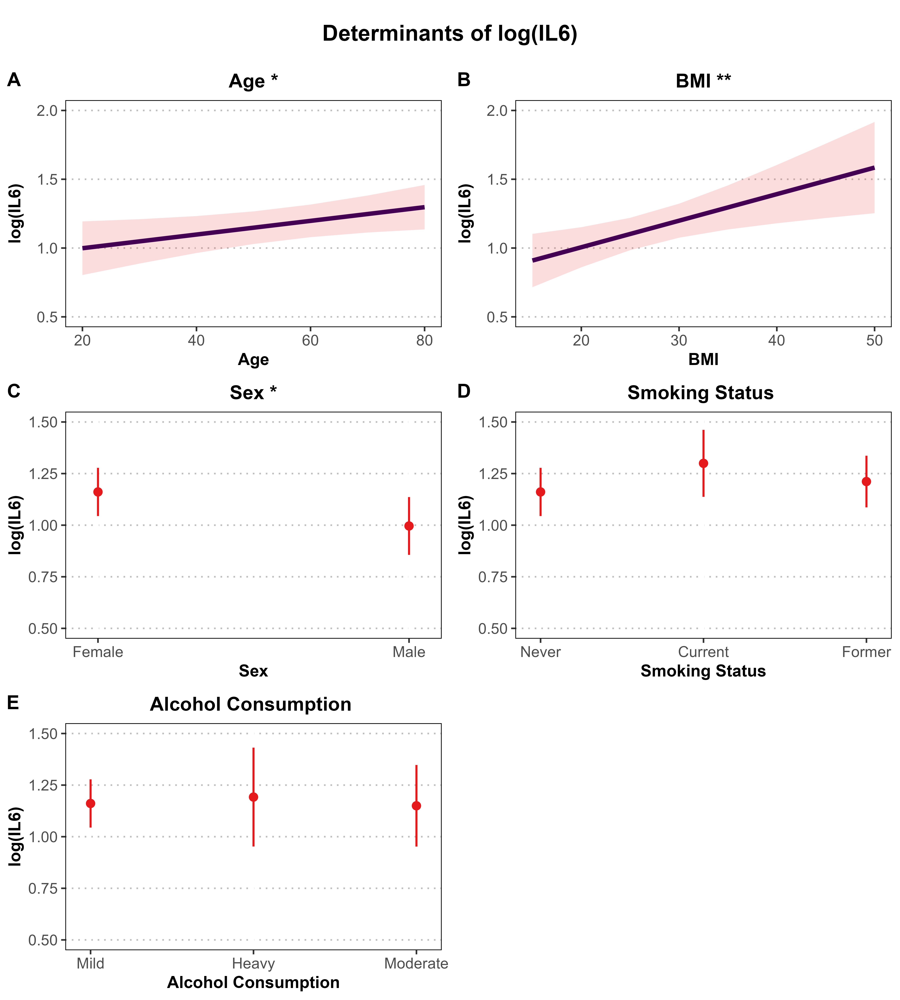 Determinants of log(IL6)
A
Age *
log(IL6)
2.0
1.5
1.0
0.5
20 40 60 80
Age
B
BMI **
log(IL6)
2.0
1.5
1.0
0.5
20 30 40 50
BMI
C
Sex *
log(IL6)
1.50
1.25
1.00
0.75
0.50
Female Male
Sex
D
Smoking Status
log(IL6)
1.50
1.25
1.00
0.75
0.50
Never Current Former
Smoking Status
E
Alcohol Consumption
log(IL6)
1.50
1.25
1.00
0.75
0.50
Mild Heavy Moderate
Alcohol Consumption